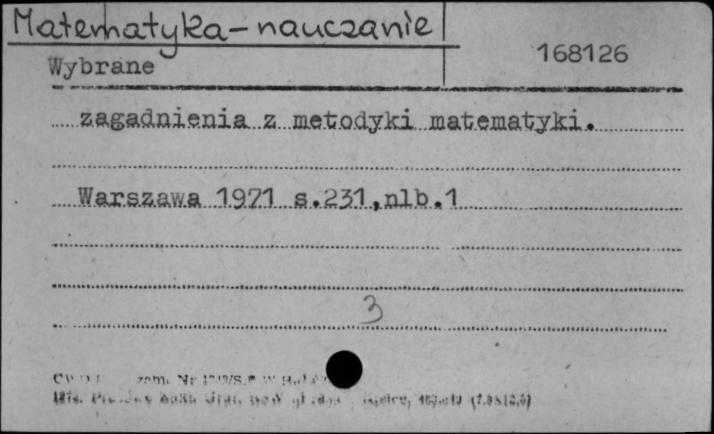 Matematyka-nauczanie
168126
Wybrane
zagadnienia z metodyki matematyki.
Warszawa 1971 s.231,nlb.1
3